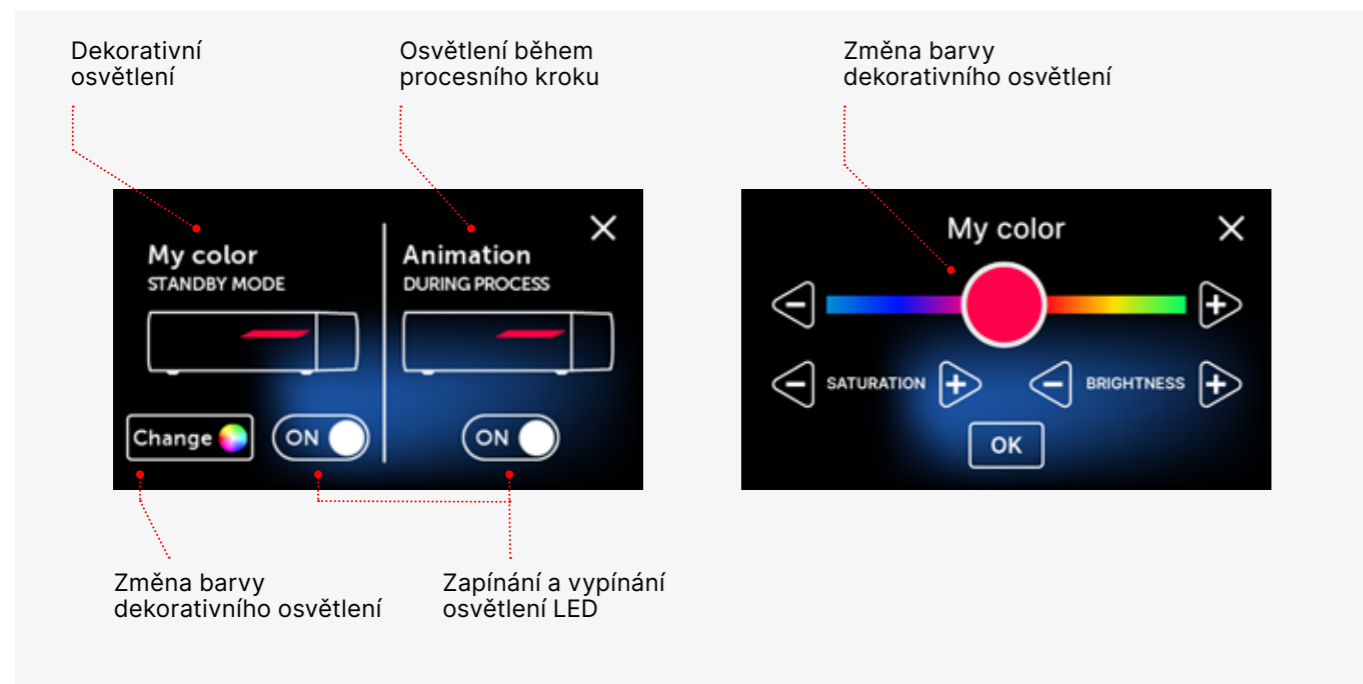 Dekorativní
osvětlení
Osvětlení během
procesního kroku
Změna barvy
dekorativního osvětlení
My color
STANDBY MODE
Animation
DURING PROCESS
Change
ON
ON
My color
SATURATION
BRIGHTNESS
OK
Změna barvy
dekorativního osvětlení
Zapínání a vypínání
osvětlení LED